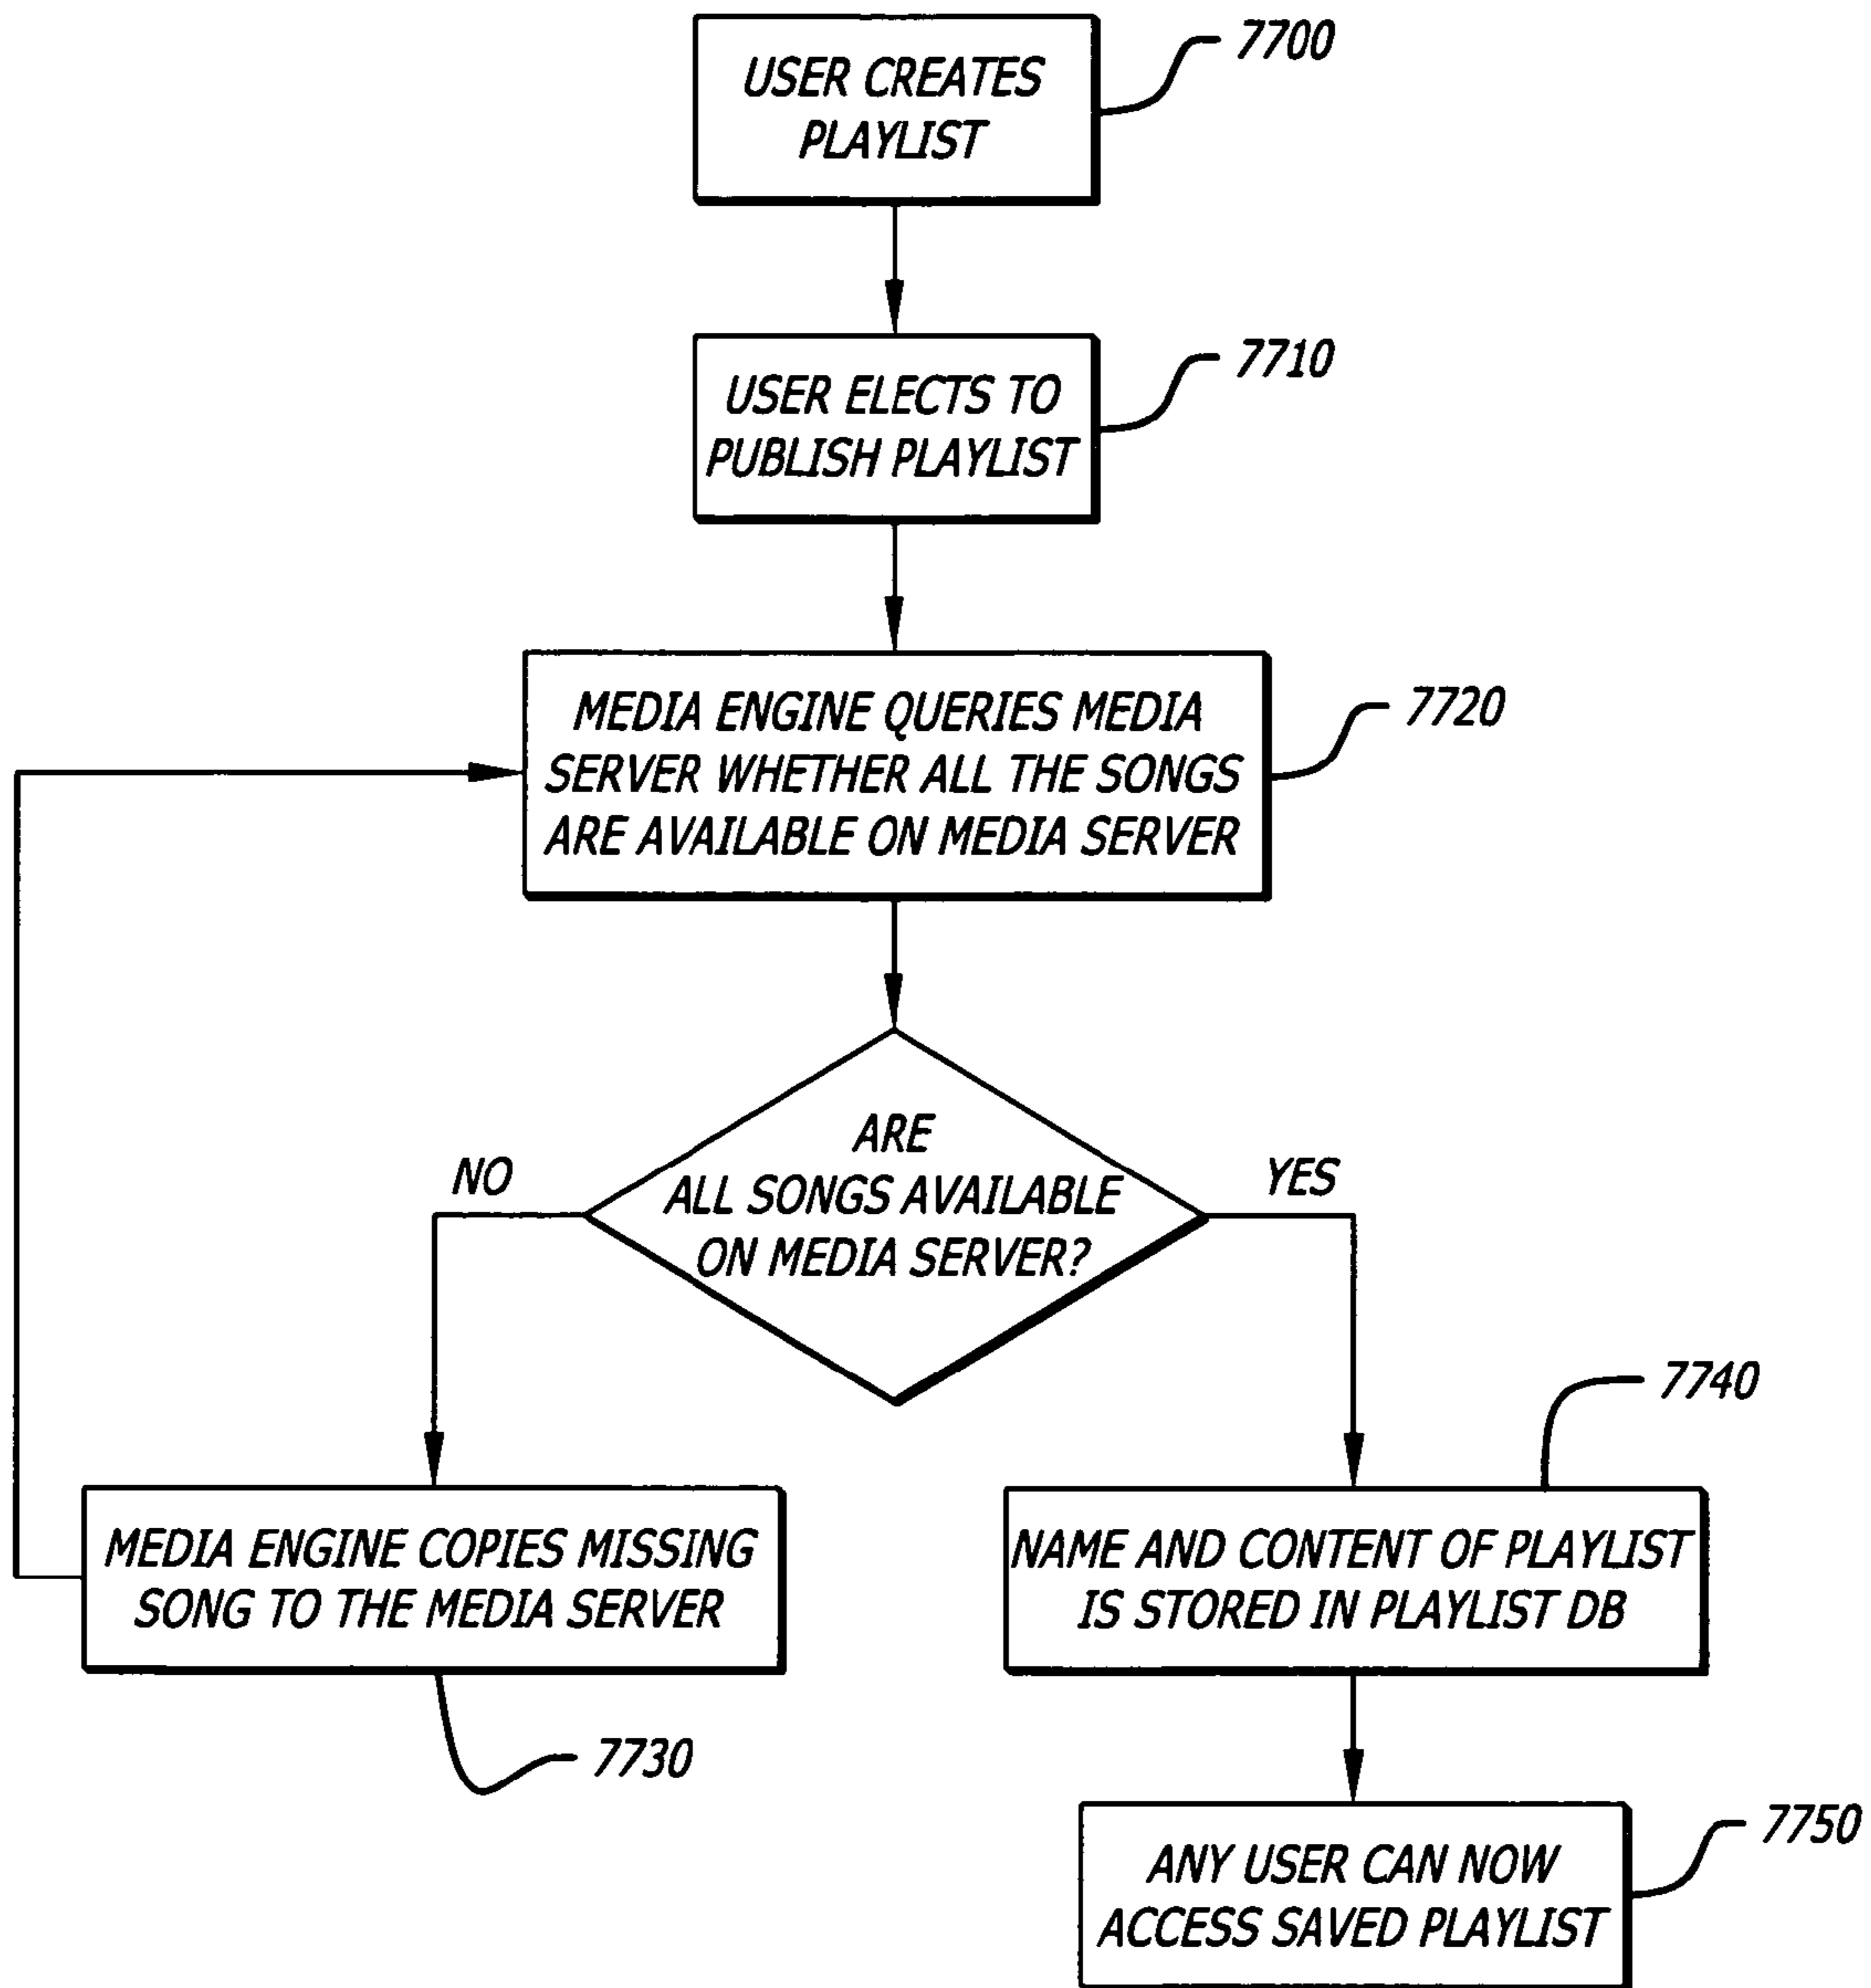 USER CREATES
PLAYLIST
7700
USER ELECTS TO
PUBLISH PLAYLIST
7710
MEDIA ENGINE QUERIES MEDIA
SERVER WHETHER ALL THE SONGS
ARE AVAILABLE ON MEDIA SERVER
7720
ARE
ALL SONGS AVAILABLE
ON MEDIA SERVER?
NO
YES
MEDIA ENGINE COPIES MISSING
SONG TO THE MEDIA SERVER
7730
7740
NAME AND CONTENT OF PLAYLIST
IS STORED IN PLAYLIST DB
ANY USER CAN NOW
ACCESS SAVED PLAYLIST
7750